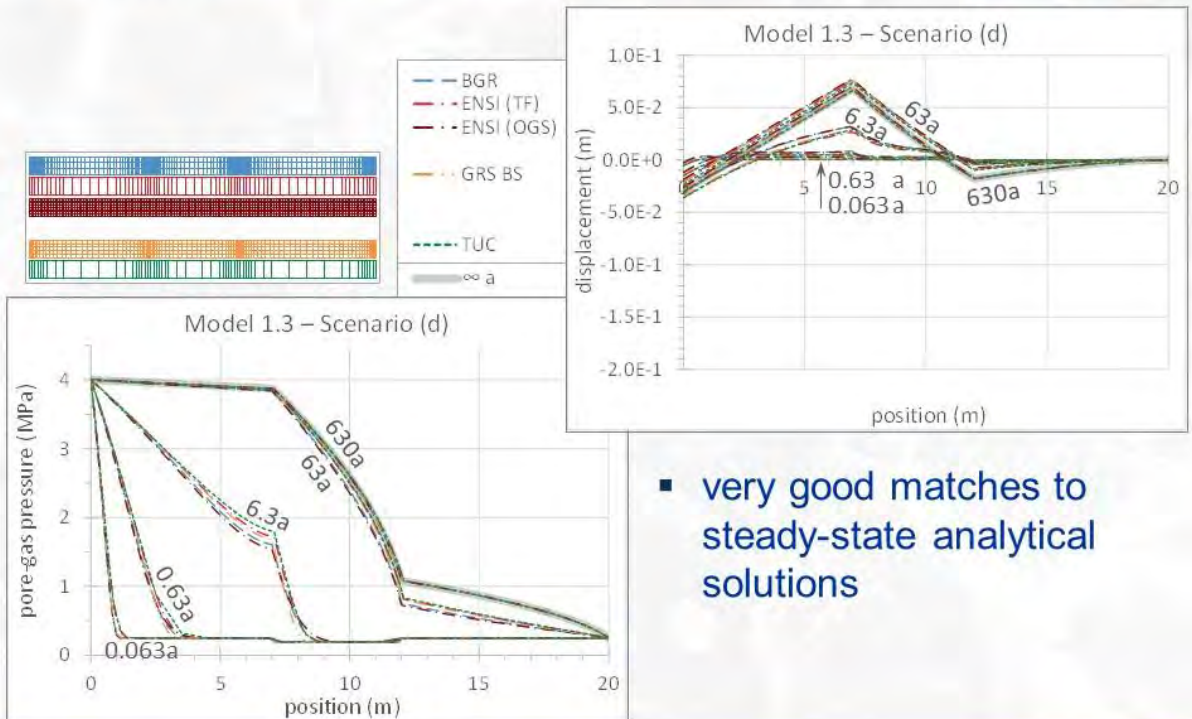 BGR
ENSI (TF)
ENSI (OGS)
GRS BS
TUC
∞ a
Model 1.3 – Scenario (d)
displacement (m)
1.0E-1
5.0E-2
0.0E+0
-5.0E-2
-1.0E-1
-1.5E-1
-2.0E-1
63a
6.3a
0.63 a
0.063a
630a
5
10
15
20
position (m)
Model 1.3 – Scenario (d)
pore-gas pressure (MPa)
4
3
2
1
0
630a
63a
6.3a
0.63a
0.063a
0
5
10
15
20
position (m)
▪ very good matches to
steady-state analytical
solutions